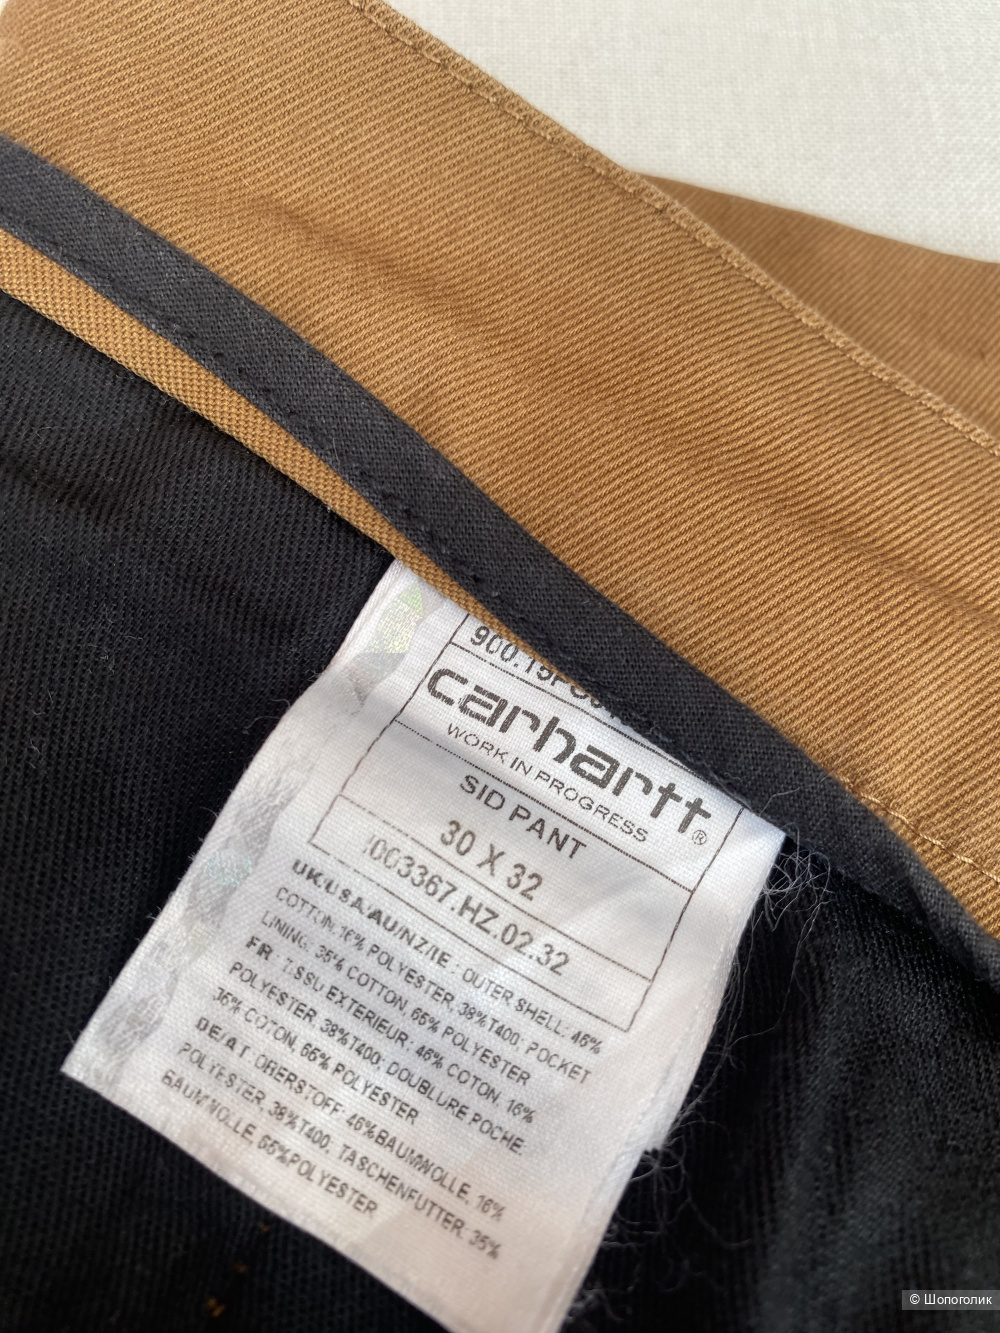 carhartt®
WORK IN PROGRESS
SID PANT
30 X 32
I003367.HZ.02.32
UK/USA/AU/NZ/IE : OUTER SHELL: 46%
COTTON, 16% POLYESTER, 38%T400; POCKET
LINING: 35% COTTON, 65% POLYESTER
FR : TISSU EXTERIEUR: 46% COTON, 16%
POLYESTER 38%T400; DOUBLURE POCHE:
35% COTON, 65% POLYESTER
DE/AT : OBERSTOFF: 46%BAUMWOLLE, 16%
POLYESTER, 38%T400; TASCHENFUTTER: 35%
BAUMWOLLE, 65%POLYESTER
© Шопоголик